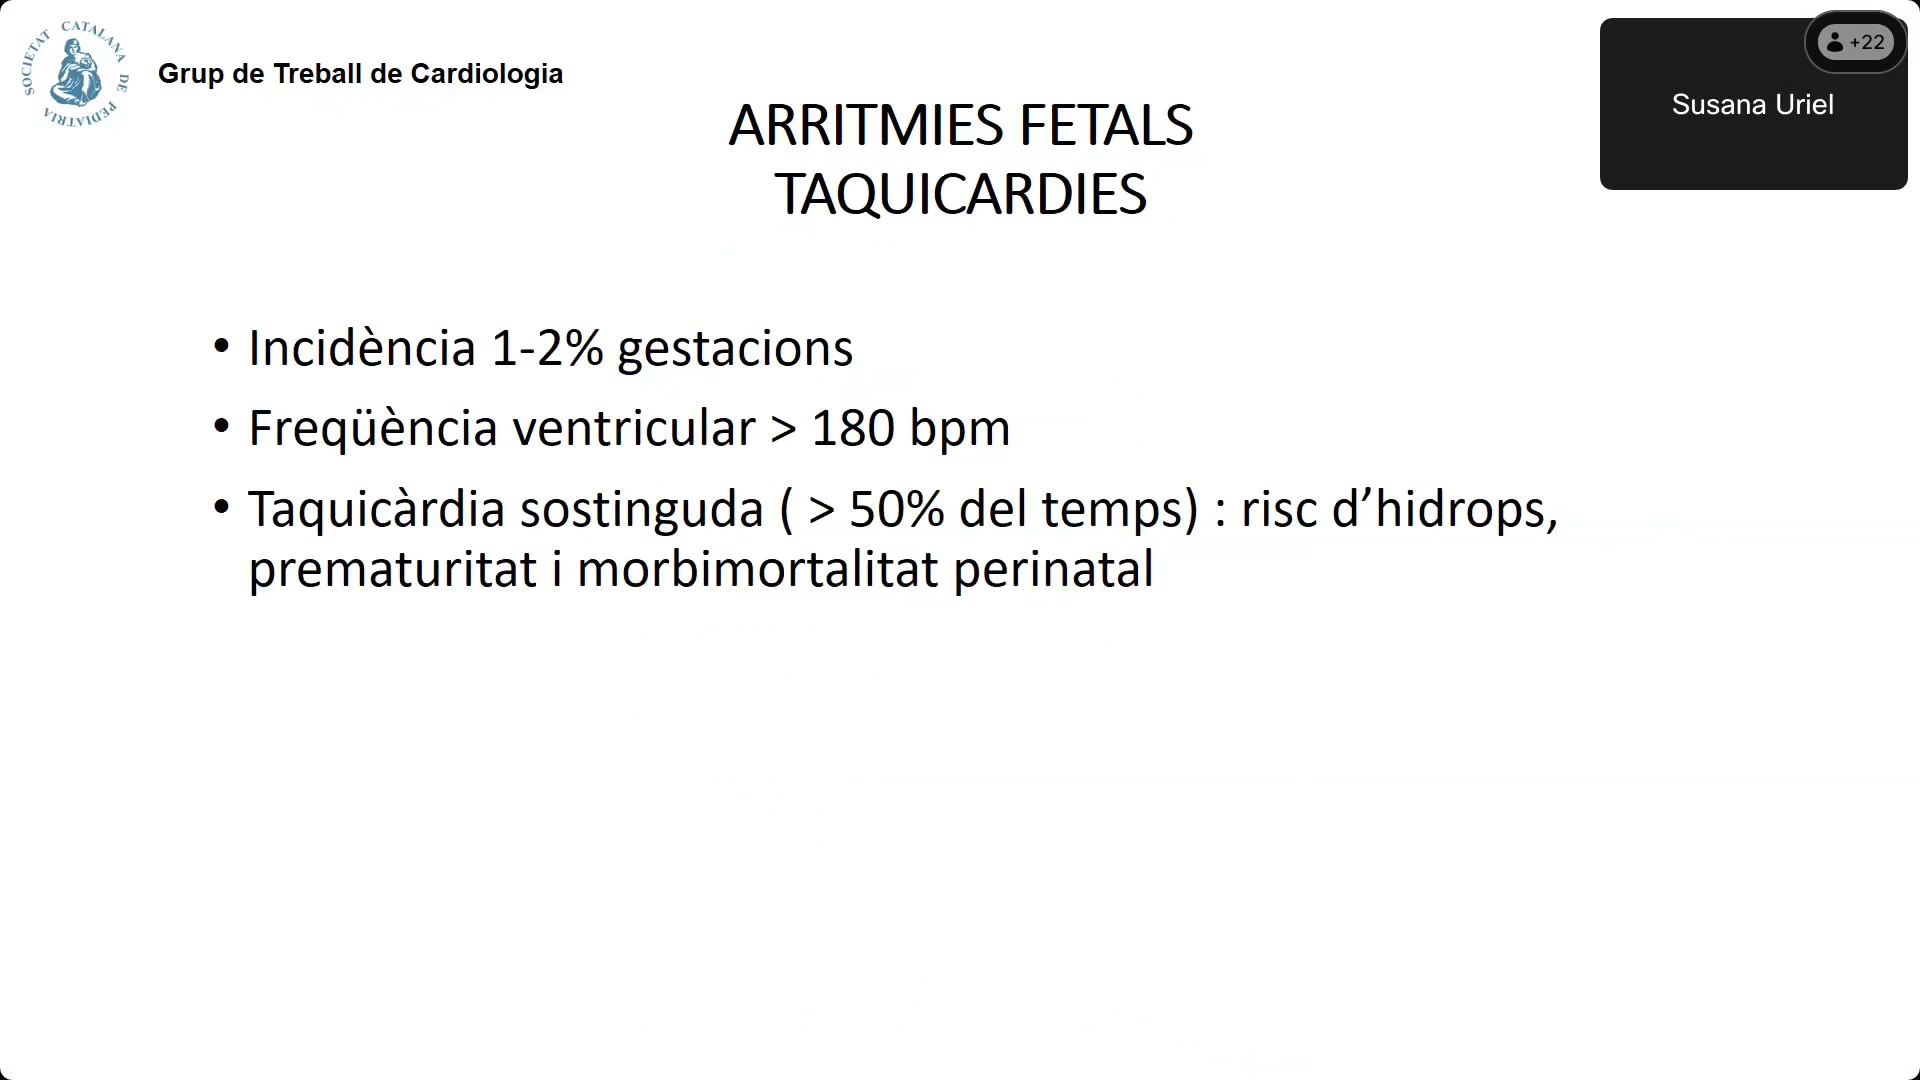 SOCIETAT CATALANA DE PEDIATRIA
Grup de Treball de Cardiologia
+22
Susana Uriel
ARRITMIES FETALS
TAQUICARDIES
• Incidència 1-2% gestacions
• Freqüència ventricular > 180 bpm
• Taquicàrdia sostinguda ( > 50% del temps) : risc d’hidrops,
prematuritat i morbimortalitat perinatal